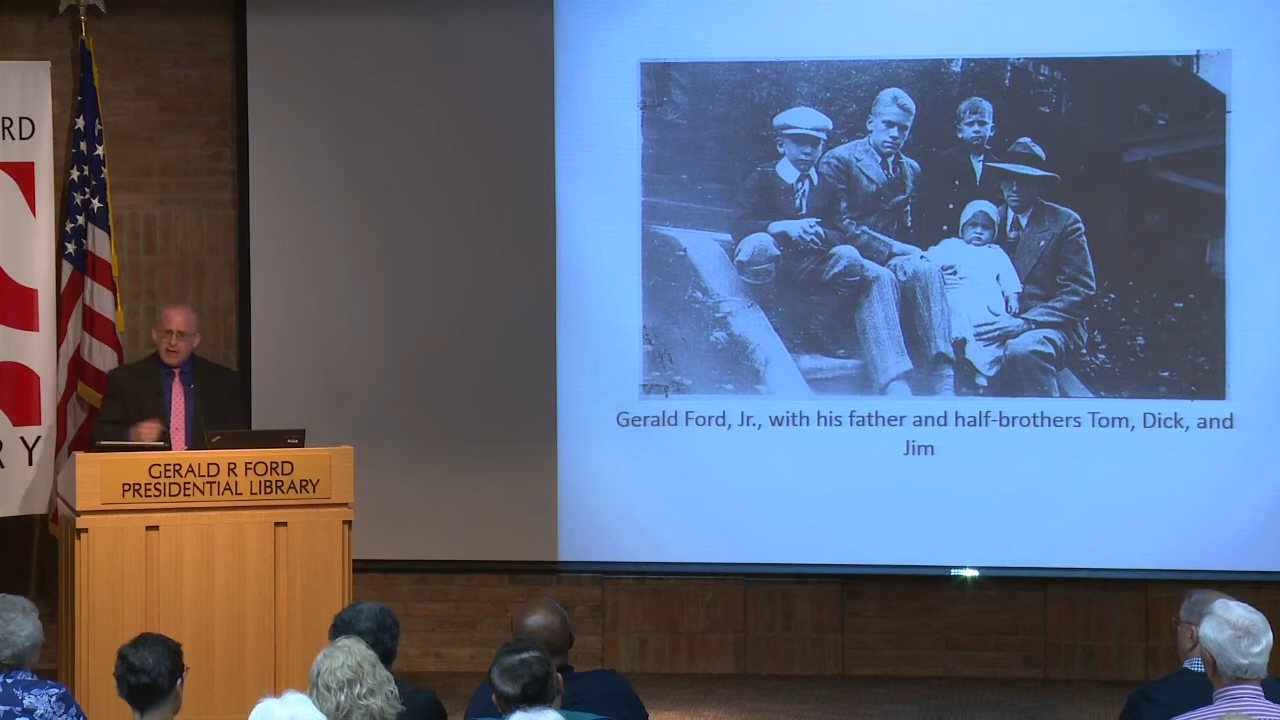 RD
RY
GERALD R FORD
PRESIDENTIAL LIBRARY
Gerald Ford, Jr., with his father and half-brothers Tom, Dick, and
Jim